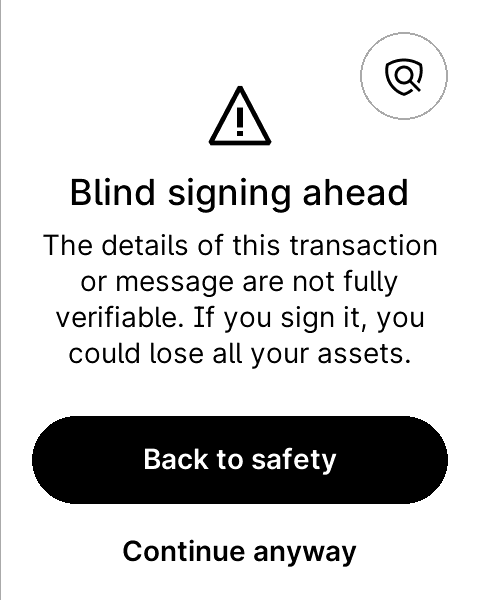 Blind signing ahead
The details of this transaction
or message are not fully
verifiable. If you sign it, you
could lose all your assets.
Back to safety
Continue anyway